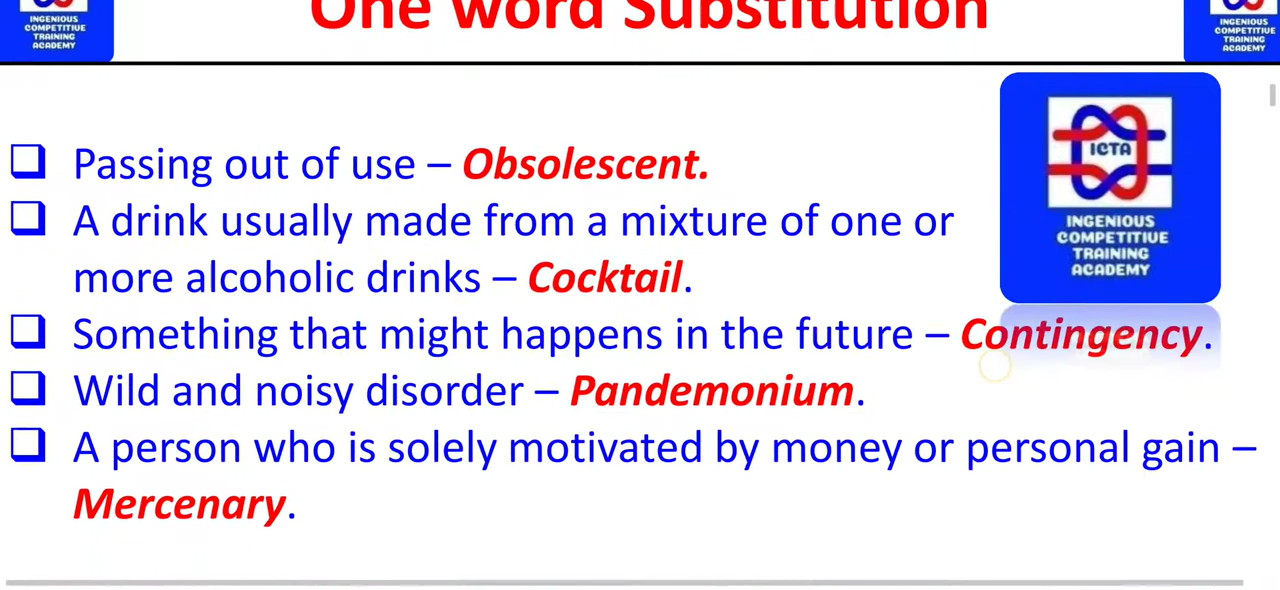 One word Substitution
INGENIOUS
COMPETITIVE
TRAINING
ACADEMY
INGENIOUS
COMPETITIVE
TRAINING
ACADEMY
ICTA
INGENIOUS
COMPETITIVE
TRAINING
ACADEMY
❑ Passing out of use – Obsolescent.
❑ A drink usually made from a mixture of one or
more alcoholic drinks – Cocktail.
❑ Something that might happens in the future – Contingency.
❑ Wild and noisy disorder – Pandemonium.
❑ A person who is solely motivated by money or personal gain –
Mercenary.